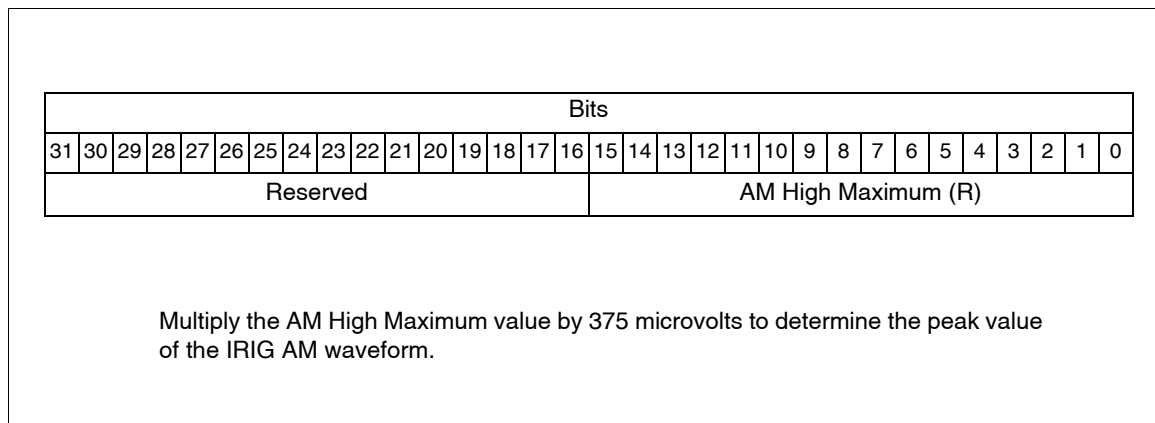 Bits
31 30 29 28 27 26 25 24 23 22 21 20 19 18 17 16 15 14 13 12 11 10 9 8 7 6 5 4 3 2 1 0
Reserved AM High Maximum (R)
Multiply the AM High Maximum value by 375 microvolts to determine the peak value
of the IRIG AM waveform.